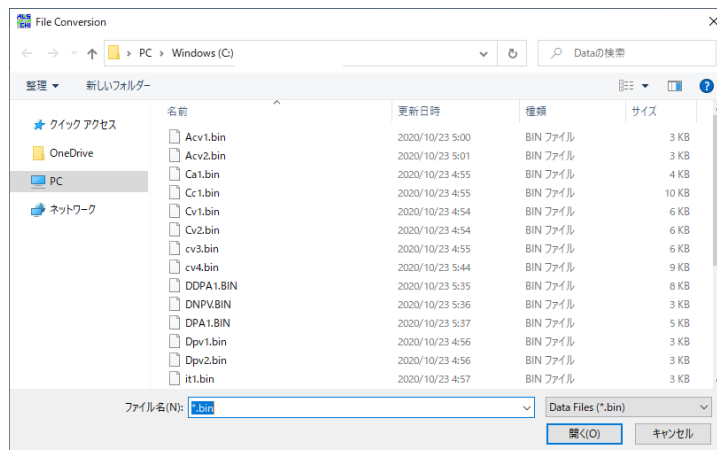 File Conversion
PC > Windows (C:)
Dataの検索
整理 新しいフォルダー
名前 更新日時 種類 サイズ
クイック アクセス
OneDrive
PC
ネットワーク
Acv1.bin 2020/10/23 5:00 BIN ファイル 3 KB
Acv2.bin 2020/10/23 5:01 BIN ファイル 3 KB
Ca1.bin 2020/10/23 4:55 BIN ファイル 4 KB
Cc1.bin 2020/10/23 4:55 BIN ファイル 10 KB
Cv1.bin 2020/10/23 4:54 BIN ファイル 6 KB
Cv2.bin 2020/10/23 4:54 BIN ファイル 6 KB
cv3.bin 2020/10/23 4:55 BIN ファイル 6 KB
cv4.bin 2020/10/23 5:44 BIN ファイル 9 KB
DDPA1.BIN 2020/10/23 5:35 BIN ファイル 8 KB
DNPV.BIN 2020/10/23 5:36 BIN ファイル 3 KB
DPA1.BIN 2020/10/23 5:37 BIN ファイル 5 KB
Dpv1.bin 2020/10/23 4:56 BIN ファイル 3 KB
Dpv2.bin 2020/10/23 4:56 BIN ファイル 3 KB
it1.bin 2020/10/23 4:57 BIN ファイル 3 KB
ファイル名(N): *.bin Data Files (*.bin)
開く(O) キャンセル